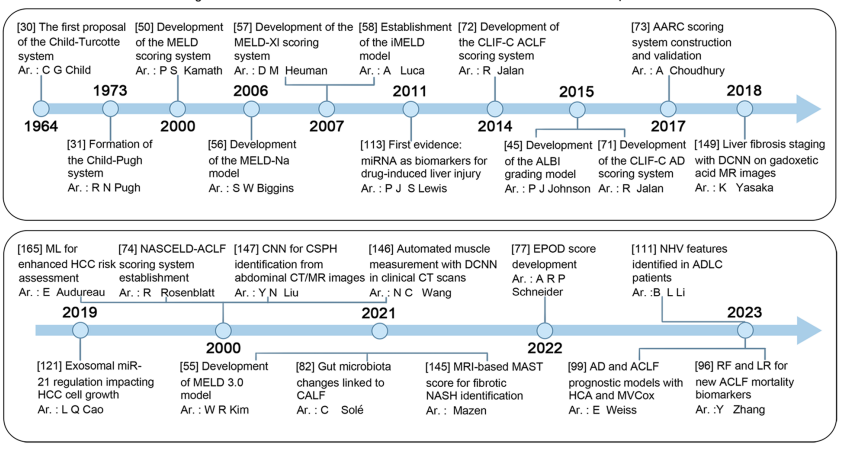 [30] The first proposal
of the Child-Turcotte
system
Ar. : C G Child
[50] Development
of the MELD
scoring system
Ar. : P S Kamath
[57] Development of the
MELD-XI scoring
system
Ar. : D M Heuman
[58] Establishment
of the iMELD
model
Ar. : A Luca
[72] Development of
the CLIF-C ACLF
scoring system
Ar. : R Jalan
[73] AARC scoring
system construction
and validation
Ar. : A Choudhury
1973
2006
2011
2015
2018
1964
2000
2007
2014
2017
[31] Formation of
the Child-Pugh
system
Ar. : R N Pugh
[56] Development
of the MELD-Na
model
Ar. : S W Biggins
[113] First evidence:
miRNA as biomarkers for
drug-induced liver injury
Ar. : P J S Lewis
[45] Development
of the ALBI
grading model
Ar. : P J Johnson
[71] Development
of the CLIF-C AD
scoring system
Ar. : R Jalan
[149] Liver fibrosis staging
with DCNN on gadoxetic
acid MR images
Ar. : K Yasaka
[165] ML for
enhanced HCC risk
assessment
Ar. : E Audureau
[74] NASCELD-ACLF
scoring system
establishment
Ar. : R Rosenblatt
[147] CNN for CSPH
identification from
abdominal CT/MR images
Ar. : Y N Liu
[146] Automated muscle
measurement with DCNN
in clinical CT scans
Ar. : N C Wang
[77] EPOD score
development
Ar. : A R P
Schneider
[111] NHV features
identified in ADLC
patients
Ar. :B L Li
2019
2021
2023
2000
2022
[121] Exosomal miR-
21 regulation impacting
HCC cell growth
Ar. : L Q Cao
[55] Development
of MELD 3.0
model
Ar. : W R Kim
[82] Gut microbiota
changes linked to
CALF
Ar. : C Solé
[145] MRI-based MAST
score for fibrotic
NASH identification
Ar. : Mazen
[99] AD and ACLF
prognostic models with
HCA and MVCox
Ar. : E Weiss
[96] RF and LR for
new ACLF mortality
biomarkers
Ar. :Y Zhang